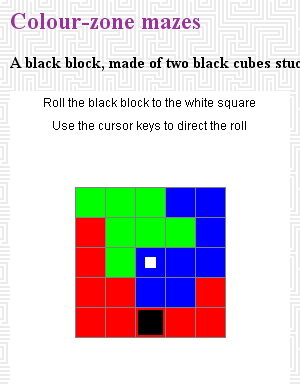 Colour-zone mazes
A black block, made of two black cubes stuc
Roll the black block to the white square
Use the cursor keys to direct the roll